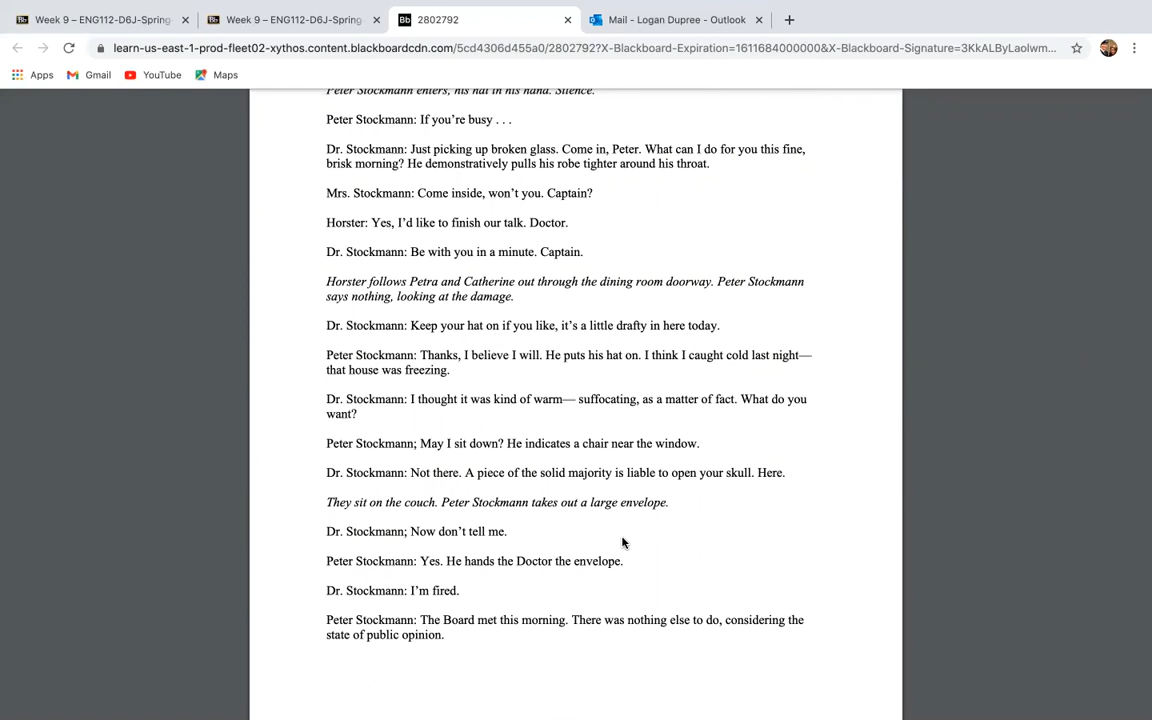 Week 9 – ENG112-D6J-Spring-
Week 9 – ENG112-D6J-Spring
Bb 2802792
Mail - Logan Dupree - Outlook
learn-us-east-1-prod-fleet02-xythos.content.blackboardcdn.com/5cd4306d455a0/2802792?X-Blackboard-Expiration=1611684000000&X-Blackboard-Signature=3KkALByLaolwm...
Apps Gmail YouTube Maps
Peter Stockmann enters, his hat in his hand. Silence.
Peter Stockmann: If you’re busy . . .
Dr. Stockmann: Just picking up broken glass. Come in, Peter. What can I do for you this fine,
brisk morning? He demonstratively pulls his robe tighter around his throat.
Mrs. Stockmann: Come inside, won’t you. Captain?
Horster: Yes, I’d like to finish our talk. Doctor.
Dr. Stockmann: Be with you in a minute. Captain.
Horster follows Petra and Catherine out through the dining room doorway. Peter Stockmann
says nothing, looking at the damage.
Dr. Stockmann: Keep your hat on if you like, it’s a little drafty in here today.
Peter Stockmann: Thanks, I believe I will. He puts his hat on. I think I caught cold last night—
that house was freezing.
Dr. Stockmann: I thought it was kind of warm— suffocating, as a matter of fact. What do you
want?
Peter Stockmann; May I sit down? He indicates a chair near the window.
Dr. Stockmann: Not there. A piece of the solid majority is liable to open your skull. Here.
They sit on the couch. Peter Stockmann takes out a large envelope.
Dr. Stockmann; Now don’t tell me.
Peter Stockmann: Yes. He hands the Doctor the envelope.
Dr. Stockmann: I’m fired.
Peter Stockmann: The Board met this morning. There was nothing else to do, considering the
state of public opinion.